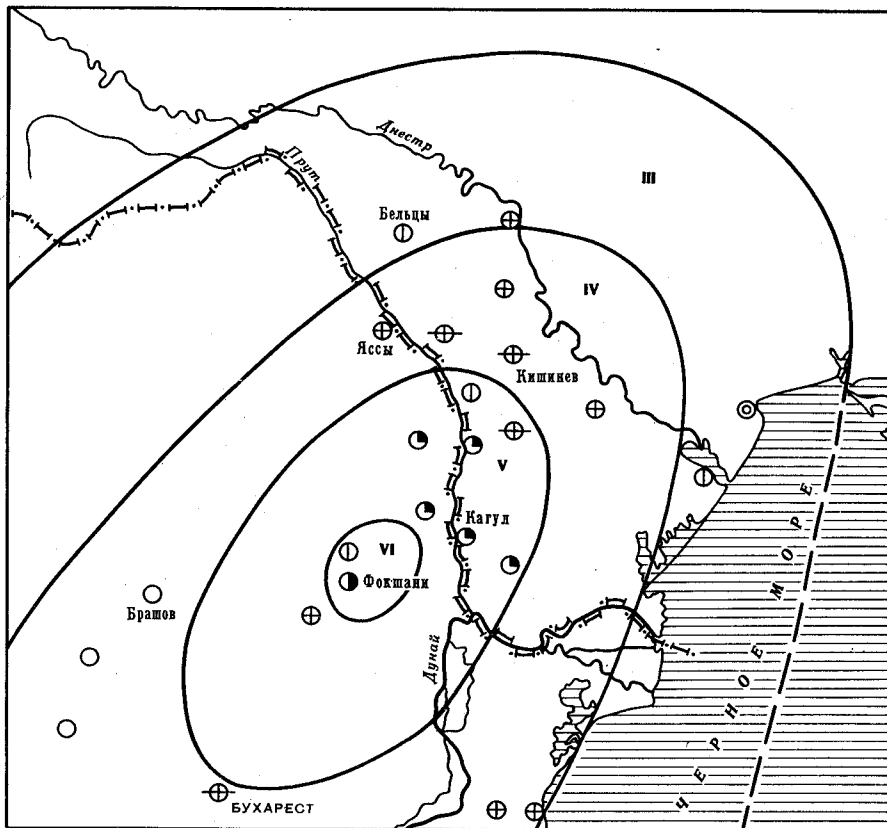 Днестр
Прут
III
Бельцы
IV
Яссы
Кишинев
V
Кагул
VI
Фокшани
Брашов
Дунай
ЧЕРНОЕ МОРЕ
БУХАРЕСТ